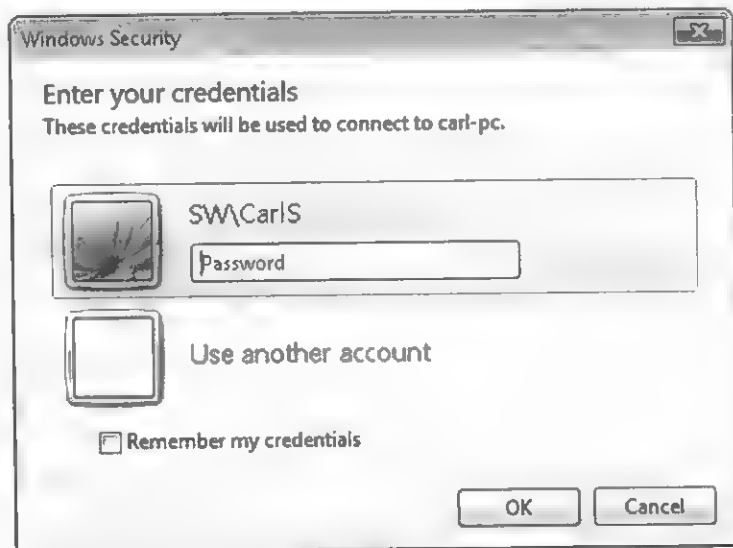 Windows Security
Enter your credentials
These credentials will be used to connect to carl-pc.
SW\CarlS
Password
Use another account
Remember my credentials
OK
Cancel